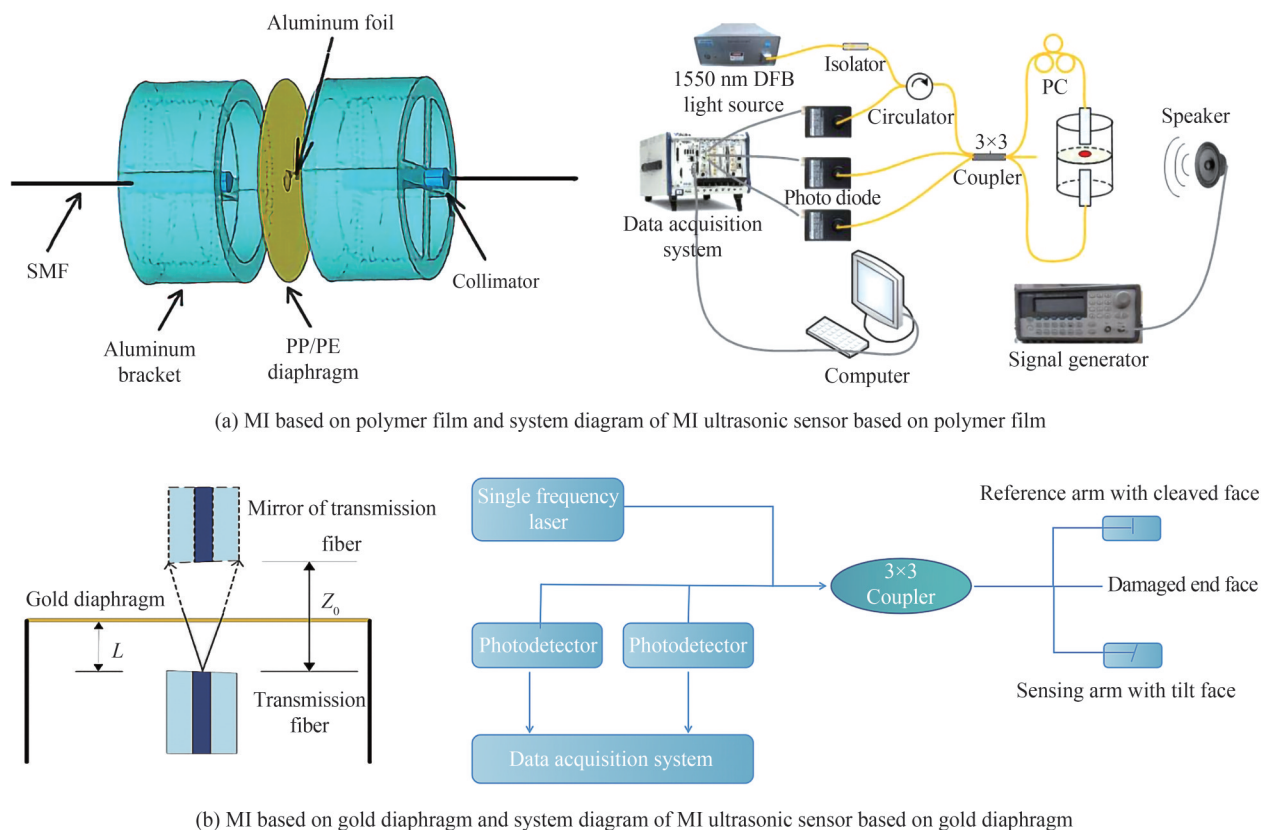 Aluminum foil
SMF
Aluminum
bracket
PP/PE
diaphragm
Collimator
1550 nm DFB
light source
Isolator
Circulator
PC
Speaker
3×3
Coupler
Photo diode
Data acquisition
system
Computer
Signal generator
(a) MI based on polymer film and system diagram of MI ultrasonic sensor based on polymer film
Mirror of transmission
fiber
Gold diaphragm
Z0
L
Transmission
fiber
Single frequency
laser
Photodetector
Photodetector
Data acquisition system
3×3
Coupler
Reference arm with cleaved face
Damaged end face
Sensing arm with tilt face
(b) MI based on gold diaphragm and system diagram of MI ultrasonic sensor based on gold diaphragm